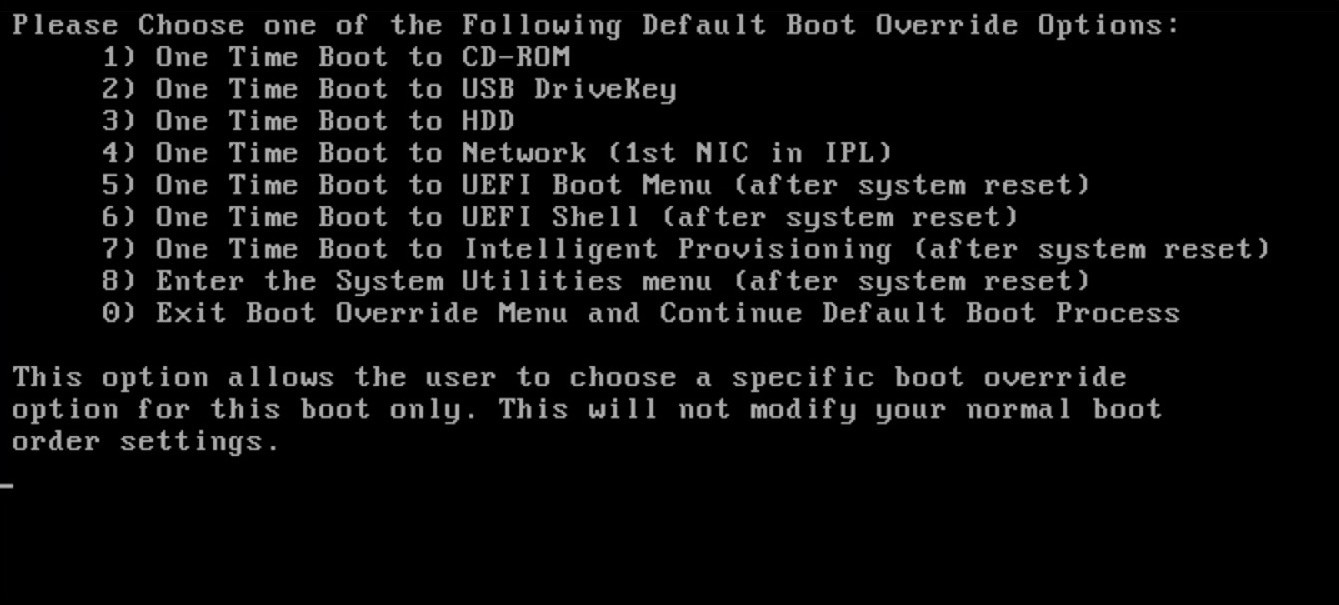 Please Choose one of the Following Default Boot Override Options:
1) One Time Boot to CD-ROM
2) One Time Boot to USB DriveKey
3) One Time Boot to HDD
4) One Time Boot to Network (1st NIC in IPL)
5) One Time Boot to UEFI Boot Menu (after system reset)
6) One Time Boot to UEFI Shell (after system reset)
7) One Time Boot to Intelligent Provisioning (after system reset)
8) Enter the System Utilities menu (after system reset)
0) Exit Boot Override Menu and Continue Default Boot Process
This option allows the user to choose a specific boot override
option for this boot only. This will not modify your normal boot
order settings.